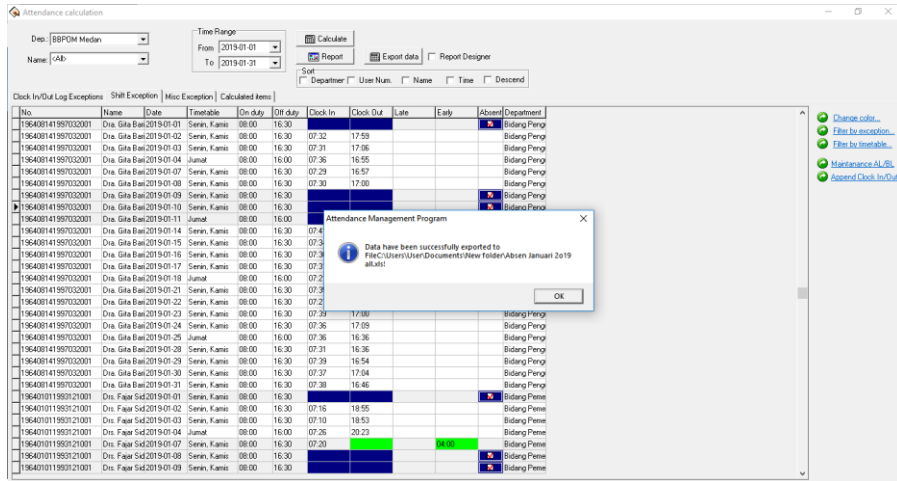 Attendance calculation
Dep.: BBPOM Medan
Name: <All>
Time Range
From 2019-01-01
To 2019-01-31
Calculate
Report
Export data
Report Designer
Sort
Departmer User Num. Name Time Descend
Clock In/Out Log Exceptions Shift Exception Misc Exception Calculated items
No. Name Date Timetable On duty Off duty Clock In Clock Out Late Early Absent Department
196408141997032001 Dra. Gita Bari 2019-01-01 Senin, Kamis 08:00 16:30 Bidang Pengi
196408141997032001 Dra. Gita Bari 2019-01-02 Senin, Kamis 08:00 16:30 07:32 17:59 Bidang Pengi
196408141997032001 Dra. Gita Bari 2019-01-03 Senin, Kamis 08:00 16:30 07:31 17:06 Bidang Pengi
196408141997032001 Dra. Gita Bari 2019-01-04 Jumat 08:00 16:00 07:36 16:55 Bidang Pengi
196408141997032001 Dra. Gita Bari 2019-01-07 Senin, Kamis 08:00 16:30 07:29 16:57 Bidang Pengi
196408141997032001 Dra. Gita Bari 2019-01-08 Senin, Kamis 08:00 16:30 07:30 17:00 Bidang Pengi
196408141997032001 Dra. Gita Bari 2019-01-09 Senin, Kamis 08:00 16:30 Bidang Pengi
196408141997032001 Dra. Gita Bari 2019-01-10 Senin, Kamis 08:00 16:30 Bidang Pengi
196408141997032001 Dra. Gita Bari 2019-01-11 Jumat 08:00 16:00
196408141997032001 Dra. Gita Bari 2019-01-14 Senin, Kamis 08:00 16:30
196408141997032001 Dra. Gita Bari 2019-01-15 Senin, Kamis 08:00 16:30
196408141997032001 Dra. Gita Bari 2019-01-16 Senin, Kamis 08:00 16:30
196408141997032001 Dra. Gita Bari 2019-01-17 Senin, Kamis 08:00 16:30
196408141997032001 Dra. Gita Bari 2019-01-18 Jumat 08:00 16:00
196408141997032001 Dra. Gita Bari 2019-01-21 Senin, Kamis 08:00 16:30
196408141997032001 Dra. Gita Bari 2019-01-22 Senin, Kamis 08:00 16:30
196408141997032001 Dra. Gita Bari 2019-01-23 Senin, Kamis 08:00 16:30 07:39 17:00 Bidang Pengi
196408141997032001 Dra. Gita Bari 2019-01-24 Senin, Kamis 08:00 16:30 07:36 17:09 Bidang Pengi
196408141997032001 Dra. Gita Bari 2019-01-25 Jumat 08:00 16:00 07:36 16:36 Bidang Pengi
196408141997032001 Dra. Gita Bari 2019-01-28 Senin, Kamis 08:00 16:30 07:31 16:36 Bidang Pengi
196408141997032001 Dra. Gita Bari 2019-01-29 Senin, Kamis 08:00 16:30 07:39 16:54 Bidang Pengi
196408141997032001 Dra. Gita Bari 2019-01-30 Senin, Kamis 08:00 16:30 07:37 17:04 Bidang Pengi
196408141997032001 Dra. Gita Bari 2019-01-31 Senin, Kamis 08:00 16:30 07:38 16:46 Bidang Pengi
196401011993121001 Drs. Fajar Sid 2019-01-01 Senin, Kamis 08:00 16:30 Bidang Peme
196401011993121001 Drs. Fajar Sid 2019-01-02 Senin, Kamis 08:00 16:30 07:16 18:55 Bidang Peme
196401011993121001 Drs. Fajar Sid 2019-01-03 Senin, Kamis 08:00 16:30 07:10 18:53 Bidang Peme
196401011993121001 Drs. Fajar Sid 2019-01-04 Jumat 08:00 16:00 07:26 20:23 Bidang Peme
196401011993121001 Drs. Fajar Sid 2019-01-07 Senin, Kamis 08:00 16:30 07:20 04:00 Bidang Peme
196401011993121001 Drs. Fajar Sid 2019-01-08 Senin, Kamis 08:00 16:30 Bidang Peme
196401011993121001 Drs. Fajar Sid 2019-01-09 Senin, Kamis 08:00 16:30 Bidang Peme
Attendance Management Program
Data have been successfully exported to
FileC:\Users\User\Documents\New folder\Absen Januari 2o19
all.xls!
OK
Change color...
Filter by exception...
Filter by timetable...
Maintanance AL/BL
Append Clock In/Out